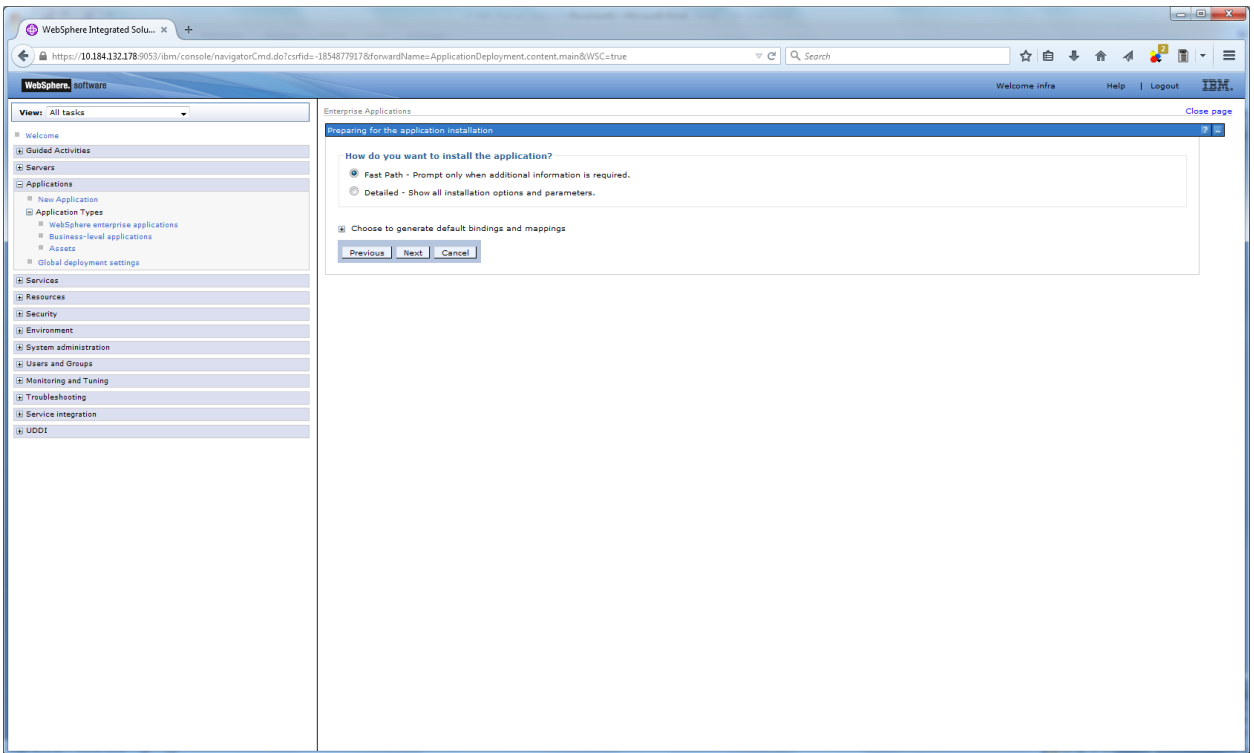 WebSphere Integrated Solu... × +
https://10.184.132.178:9053/ibm/console/navigatorCmd.do?csrfid=-1854877917&forwardName=ApplicationDeployment.content.main&WSC=true
Search
2
WebSphere. software
Welcome infra Help | Logout IBM.
View: All tasks
Welcome
Guided Activities
Servers
Applications
New Application
Application Types
WebSphere enterprise applications
Business-level applications
Assets
Global deployment settings
Services
Resources
Security
Environment
System administration
Users and Groups
Monitoring and Tuning
Troubleshooting
Service integration
UDDI
Enterprise Applications Close page
Preparing for the application installation ? –
How do you want to install the application?
Fast Path - Prompt only when additional information is required.
Detailed - Show all installation options and parameters.
Choose to generate default bindings and mappings
Previous Next Cancel